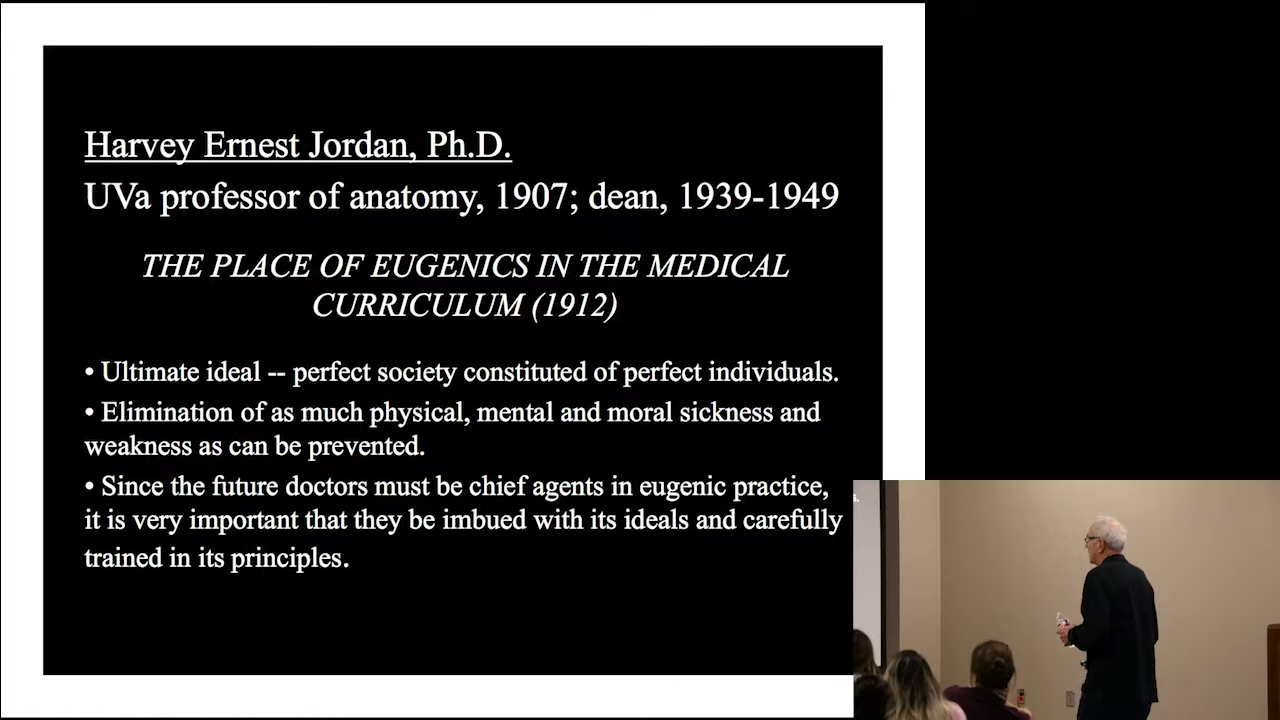 Harvey Ernest Jordan, Ph.D.
UVa professor of anatomy, 1907; dean, 1939-1949
THE PLACE OF EUGENICS IN THE MEDICAL
CURRICULUM (1912)
• Ultimate ideal -- perfect society constituted of perfect individuals.
• Elimination of as much physical, mental and moral sickness and
weakness as can be prevented.
• Since the future doctors must be chief agents in eugenic practice,
it is very important that they be imbued with its ideals and carefully
trained in its principles.
s.